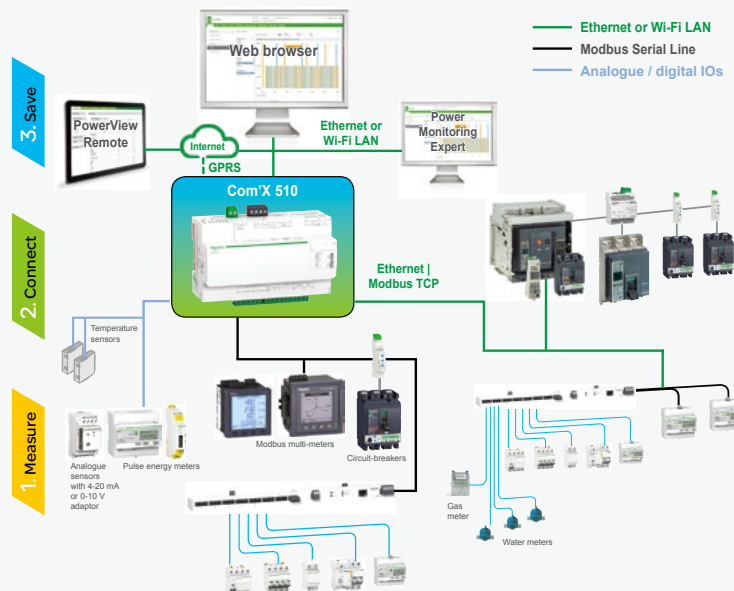 Web browser
Ethernet or Wi-Fi LAN
Modbus Serial Line
Analogue / digital IOs
3. Save
PowerView
Remote
Internet
GPRS
Ethernet or
Wi-Fi LAN
Power
Monitoring
Expert
Com'X 510
2. Connect
Ethernet |
Modbus TCP
Temperature
sensors
1. Measure
Analogue
sensors
with 4-20 mA
or 0-10 V
adaptor
Pulse energy meters
Modbus multi-meters
Circuit-breakers
Gas
meter
Water meters